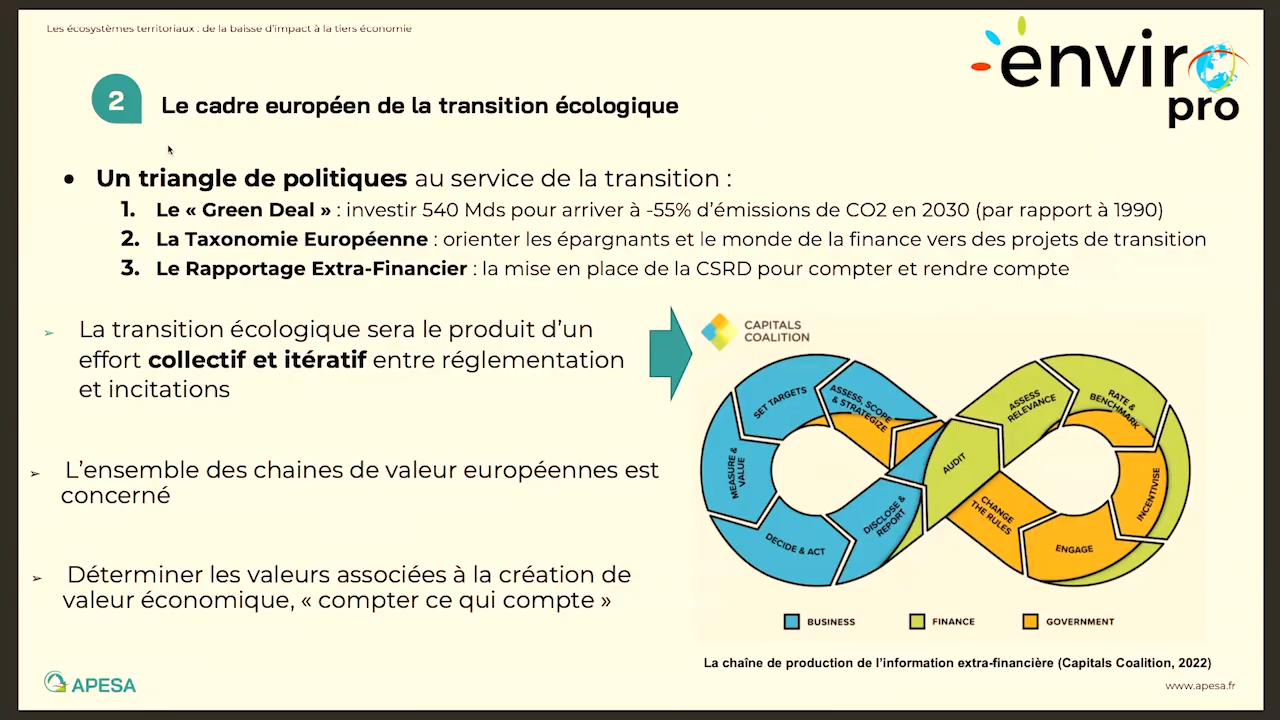 Les écosystèmes territoriaux : de la baisse d'impact à la tiers économie
enviro
pro
2
Le cadre européen de la transition écologique
• Un triangle de politiques au service de la transition :
1. Le « Green Deal » : investir 540 Mds pour arriver à -55% d'émissions de CO2 en 2030 (par rapport à 1990)
2. La Taxonomie Européenne : orienter les épargnants et le monde de la finance vers des projets de transition
3. Le Rapportage Extra-Financier : la mise en place de la CSRD pour compter et rendre compte
➢ La transition écologique sera le produit d'un
effort collectif et itératif entre réglementation
et incitations
➢ L'ensemble des chaines de valeur européennes est
concerné
➢ Déterminer les valeurs associées à la création de
valeur économique, « compter ce qui compte »
CAPITALS
COALITION
SET TARGETS
ASSESS, SCOPE
& STRATEGIZE
MEASURE &
VALUE
DECIDE & ACT
DISCLOSE &
REPORT
AUDIT
ASSESS
RELEVANCE
RATE &
BENCHMARK
INCENTIVISE
ENGAGE
CHANGE
THE RULES
BUSINESS
FINANCE
GOVERNMENT
La chaîne de production de l'information extra-financière (Capitals Coalition, 2022)
APESA
www.apesa.fr